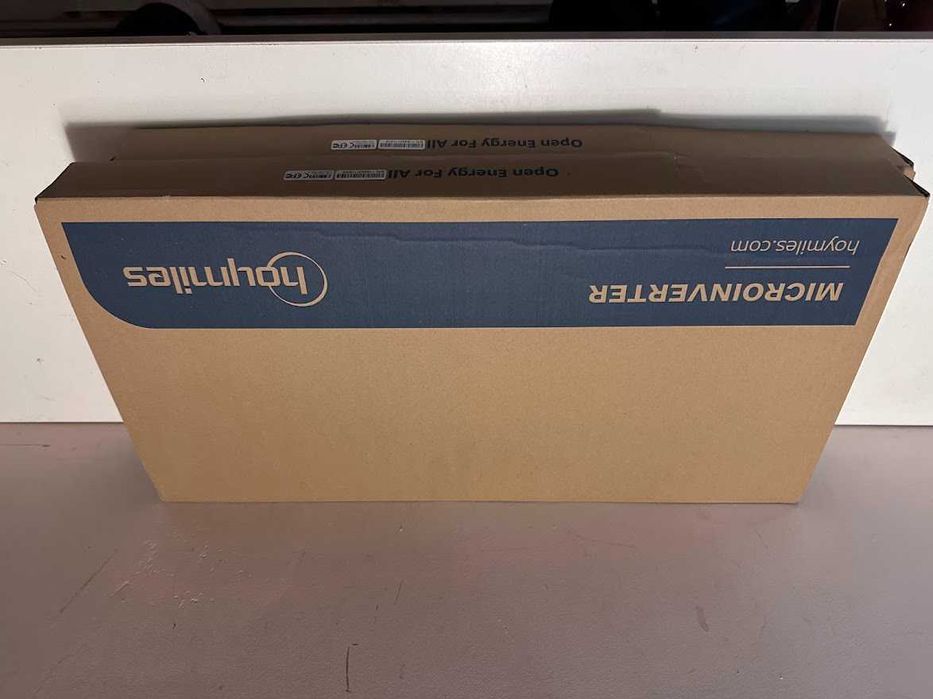 MICROINVERTER
hoymiles.com
hoymiles
Open Energy For All
Open Energy For All